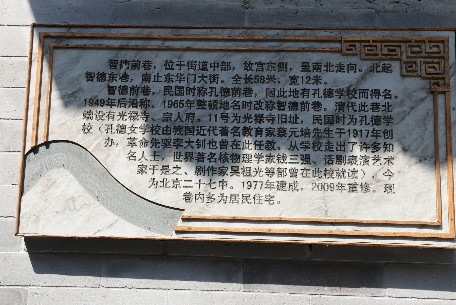 智德前巷，位于街道中部，故宫东侧，呈南北走向。北起
智德东巷，南止东华门大街。全长58米，宽12米。
智德前巷，民国时称孔德前巷，因此地有孔德学校而得名。
1949年后沿称。1965年整顿地名时改称智德前巷。清代此巷北
端设有光禄寺、宗人府。11号为光禄寺旧址，民国时为孔德学
校（孔德女学校由我国近代著名教育家蔡元培先生于1917年创
办，革命先驱李大钊也曾在此任教，从学校走出了许多知
名人士，世界著名核物理学家钱三强、话剧表演艺术
家于是之、剧作家吴祖光等都曾在此校就读），今
为北京二十七中。1977年建成，2009年重修。现
巷内多为居民住宅。